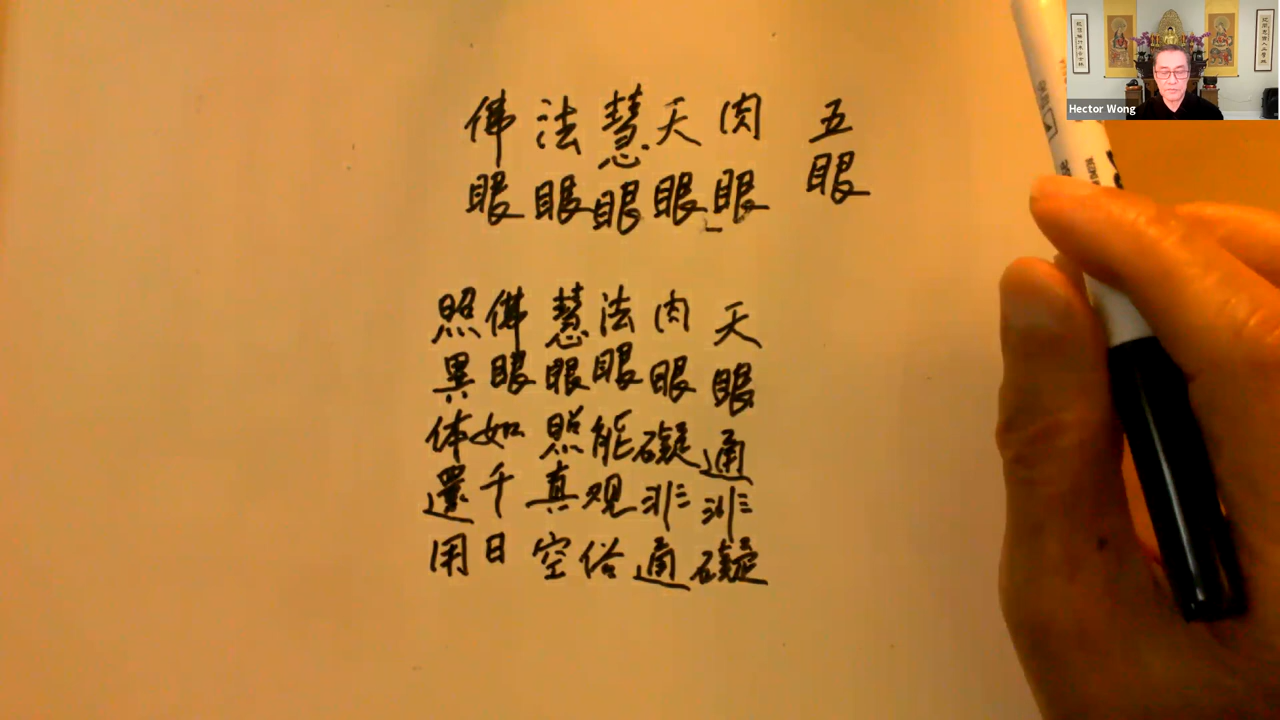 五眼
肉眼
天眼
慧眼
法眼
佛眼
天眼通非礙
肉眼礙非通
法眼能观俗
慧眼照真空
佛眼如千日
照異体還用
Hector Wong